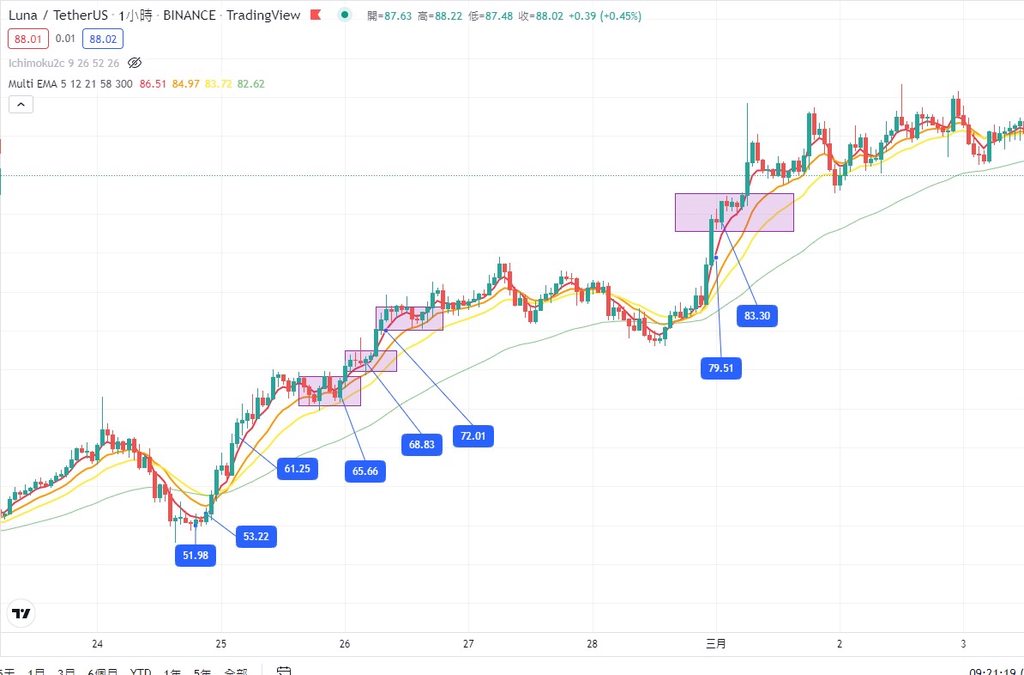 Luna / TetherUS · 1小時 · BINANCE · TradingView 開=87.63 高=88.22 低=87.48 收=88.02 +0.39 (+0.45%)
88.01 0.01 88.02
Ichimoku2c 9 26 52 26
Multi EMA 5 12 21 58 300 86.51 84.97 83.72 82.62
83.30
79.51
72.01
68.83
61.25
65.66
53.22
51.98
24 25 26 27 28 三月 2 3
1月 3月 6個月 YTD 1年 5年 全部 09:21:19